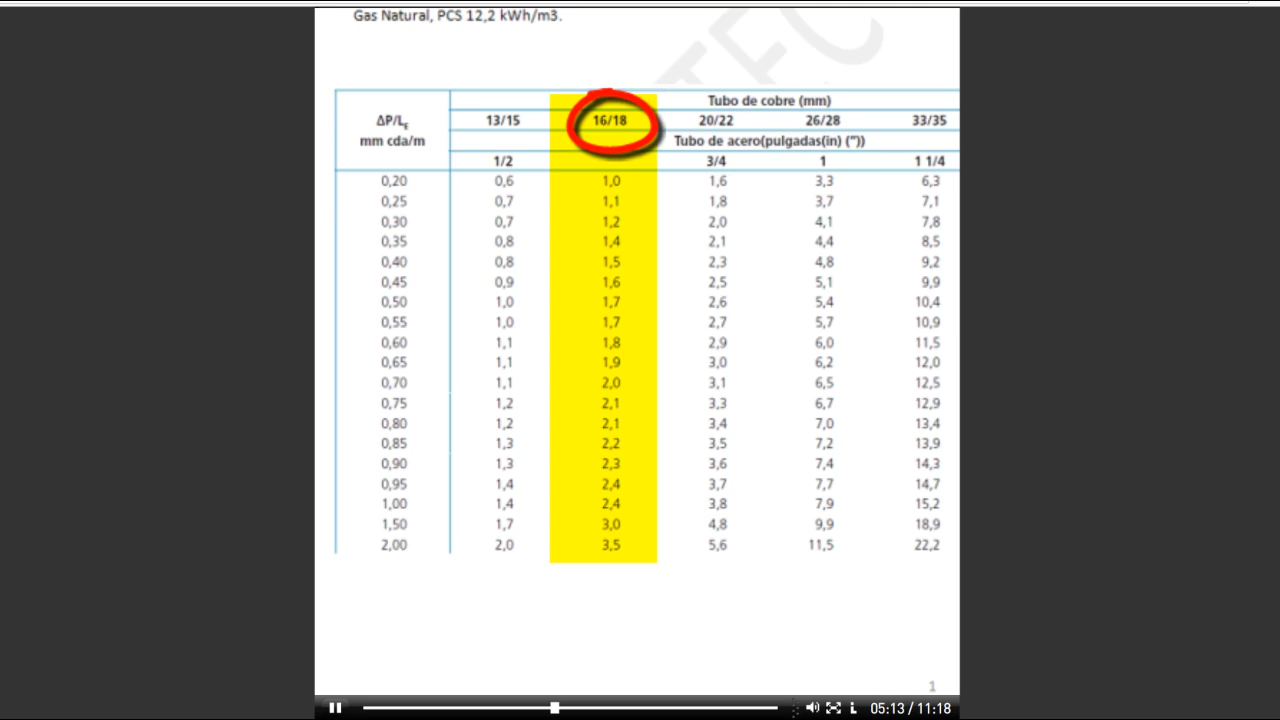 Gas Natural, PCS 12,2 kWh/m3.
Tubo de cobre (mm)
ΔP/LE 13/15 16/18 20/22 26/28 33/35
mm cda/m Tubo de acero(pulgadas(in) ("))
1/2 3/4 1 1 1/4
0,20 0,6 1,0 1,6 3,3 6,3
0,25 0,7 1,1 1,8 3,7 7,1
0,30 0,7 1,2 2,0 4,1 7,8
0,35 0,8 1,4 2,1 4,4 8,5
0,40 0,8 1,5 2,3 4,8 9,2
0,45 0,9 1,6 2,5 5,1 9,9
0,50 1,0 1,7 2,6 5,4 10,4
0,55 1,0 1,7 2,7 5,7 10,9
0,60 1,1 1,8 2,9 6,0 11,5
0,65 1,1 1,9 3,0 6,2 12,0
0,70 1,1 2,0 3,1 6,5 12,5
0,75 1,2 2,1 3,3 6,7 12,9
0,80 1,2 2,1 3,4 7,0 13,4
0,85 1,3 2,2 3,5 7,2 13,9
0,90 1,3 2,3 3,6 7,4 14,3
0,95 1,4 2,4 3,7 7,7 14,7
1,00 1,4 2,4 3,8 7,9 15,2
1,50 1,7 3,0 4,8 9,9 18,9
2,00 2,0 3,5 5,6 11,5 22,2
1
05:13 / 11:18